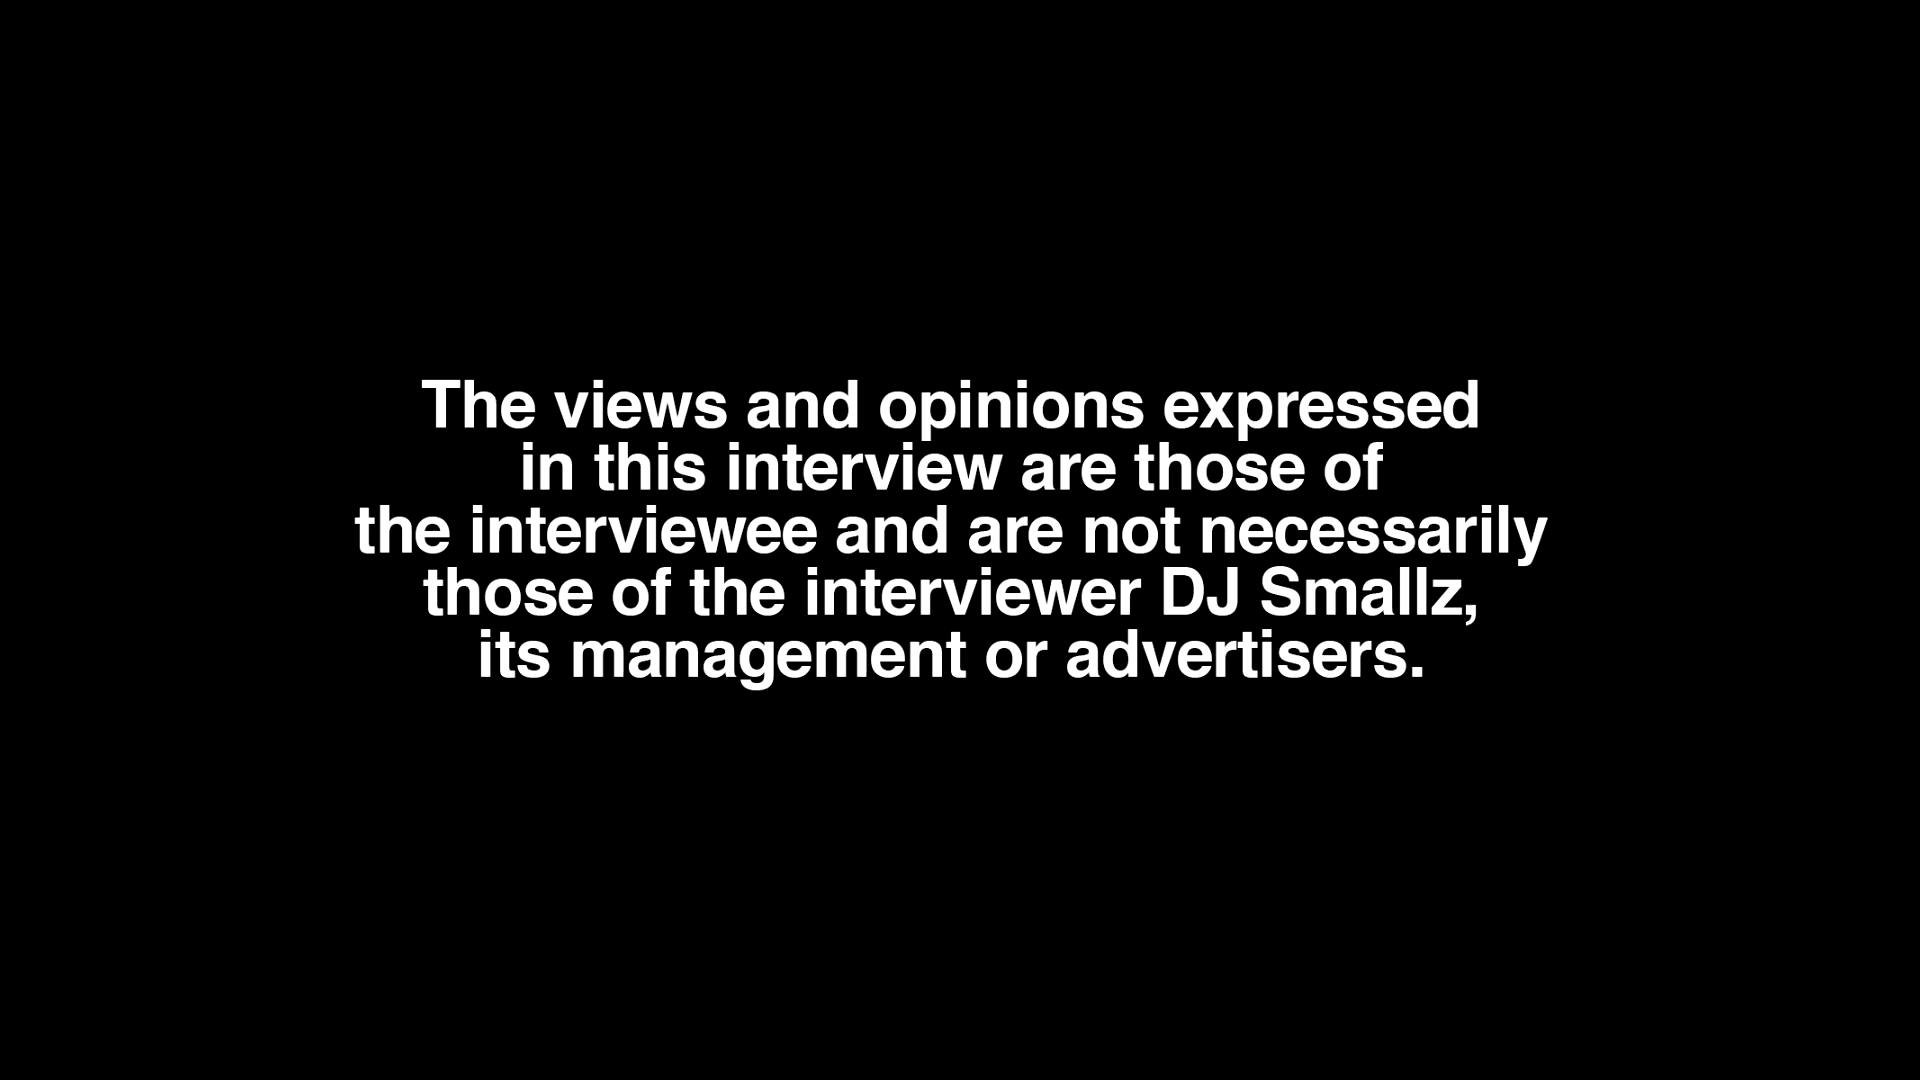 The views and opinions expressed
in this interview are those of
the interviewee and are not necessarily
those of the interviewer DJ Smallz,
its management or advertisers.